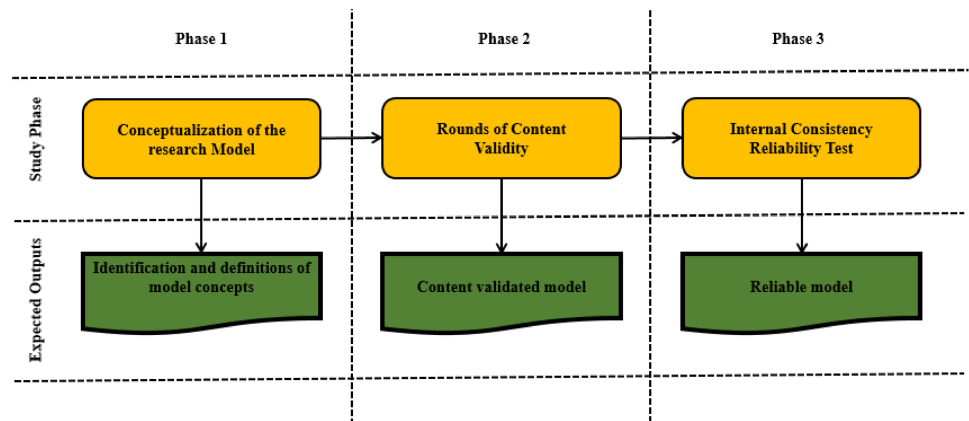 Phase 1
Phase 2
Phase 3
Study Phase
Conceptualization of the
research Model
Rounds of Content
Validity
Internal Consistency
Reliability Test
Expected Outputs
Identification and definitions of
model concepts
Content validated model
Reliable model